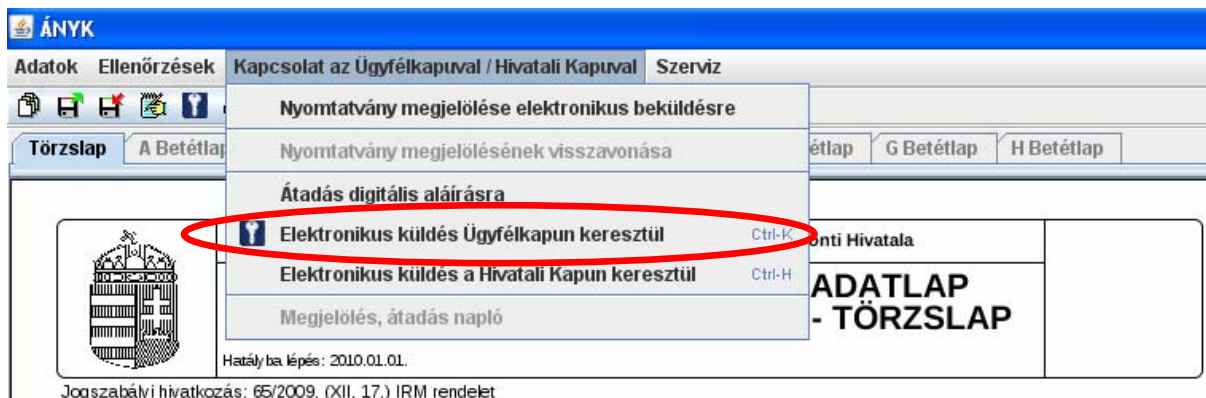 ÁNYK
Adatok Ellenőrzések Kapcsolat az Ügyfélkapuval / Hivatali Kapuval Szerviz
Nyomtatvány megjelölése elektronikus beküldésre
Törzslap A Betétlap étlap G Betétlap H Betétlap
Nyomtatvány megjelölésének visszavonása
Átadás digitális aláírásra
Elektronikus küldés Ügyfélkapun keresztül Ctrl-K
onti Hivatala
Elektronikus küldés a Hivatali Kapun keresztül Ctrl-H
ADATLAP
Megjelölés, átadás napló
- TÖRZSLAP
Hatályba lépés: 2010.01.01.
Jogszabályi hivatkozás: 65/2009. (XII. 17.) IRM rendelet